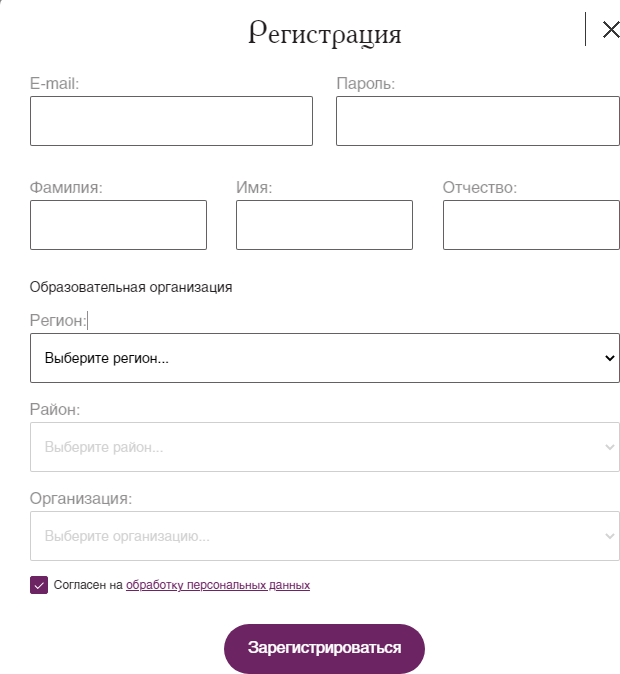 Регистрация
E-mail: Пароль:
Фамилия: Имя: Отчество:
Образовательная организация
Регион:
Выберите регион...
Район:
Выберите район...
Организация:
Выберите организацию...
Согласен на обработку персональных данных
Зарегистрироваться